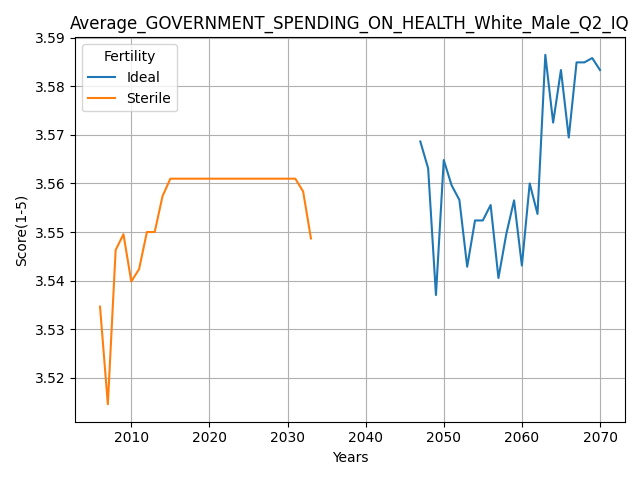 Average_GOVERNMENT_SPENDING_ON_HEALTH_White_Male_Q2_IQ
3.59
3.58
3.57
3.56
3.55
3.54
3.53
3.52
Score(1-5)
Fertility
Ideal
Sterile
2010 2020 2030 2040 2050 2060 2070
Years